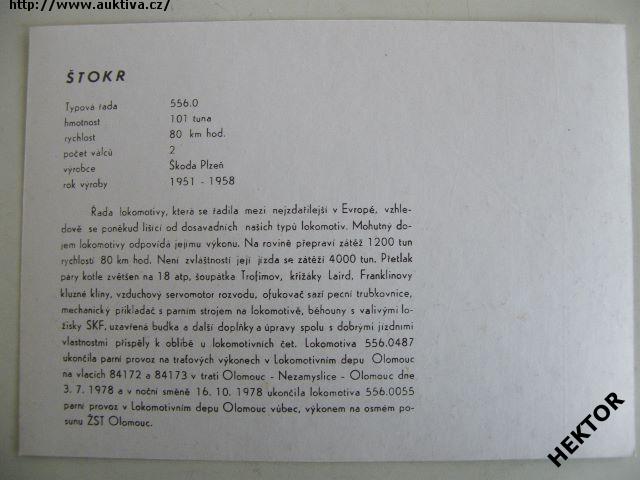 http://www.auktiva.cz/
ŠTOKR
Typová řada 556.0
hmotnost 101 tuna
rychlost 80 km hod.
počet válců 2
výrobce Škoda Plzeň
rok výroby 1951 - 1958
Řada lokomotivy, která se řadila mezi nejzdařilejší v Evropé, vzhle-
dově se poněkud lišící od dosavadních našich typů lokomotiv. Mohutný do-
jem lokomotivy odpovídá jejímu výkonu. Na rovině přepraví zátěž 1200 tun
rychlostí 80 km hod. Není zvláštností její jízda se zátěží 4000 tun. Přetlak
páry kotle zvětšen na 18 atp, šoupátka Trofimov, křižáky Laird, Franklinovy
kluzné klíny, vzduchový servomotor rozvodu, ofukovač sazí pecní trubkovnice,
mechanický přikladač s parním strojem na lokomotivě, běhouny s valivými lo-
žisky SKF, uzavřená budka a další doplňky a úpravy spolu s dobrými jízdními
vlastnostmi přispěly k oblibě u lokomotivních čet. Lokomotiva 556.0487
ukončila parní provoz na traťových výkonech v Lokomotivním depu Olomouc
na vlacích 84172 a 84173 v trati Olomouc - Nezamyslice - Olomouc dne
3. 7. 1978 a v noční směně 16. 10. 1978 ukončila lokomotiva 556.0055
parní provoz v Lokomotivním depu Olomouc vůbec, výkonem na osmém po-
sunu ŽST Olomouc.
HEKTOR